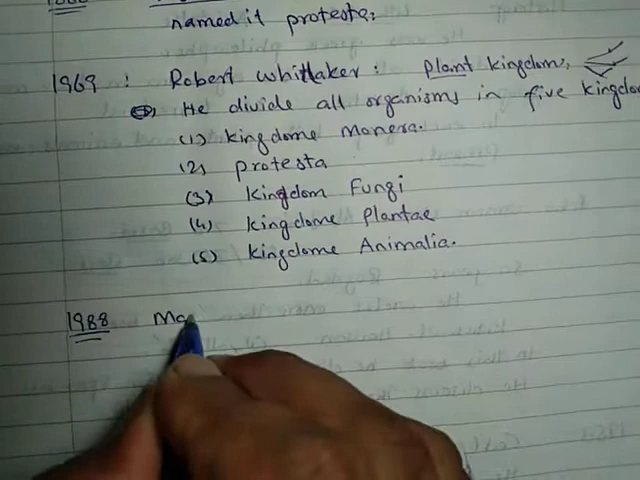 named it protesta:
1969 : Robert Whittaker: Plant kingdom,
He divide all organisms in five kingdom
(1) Kingdome Monera.
(2) Protesta
(3) Kingdom Fungi
(4) Kingdome Plantae
(5) Kingdome Animalia.
1988 Ma